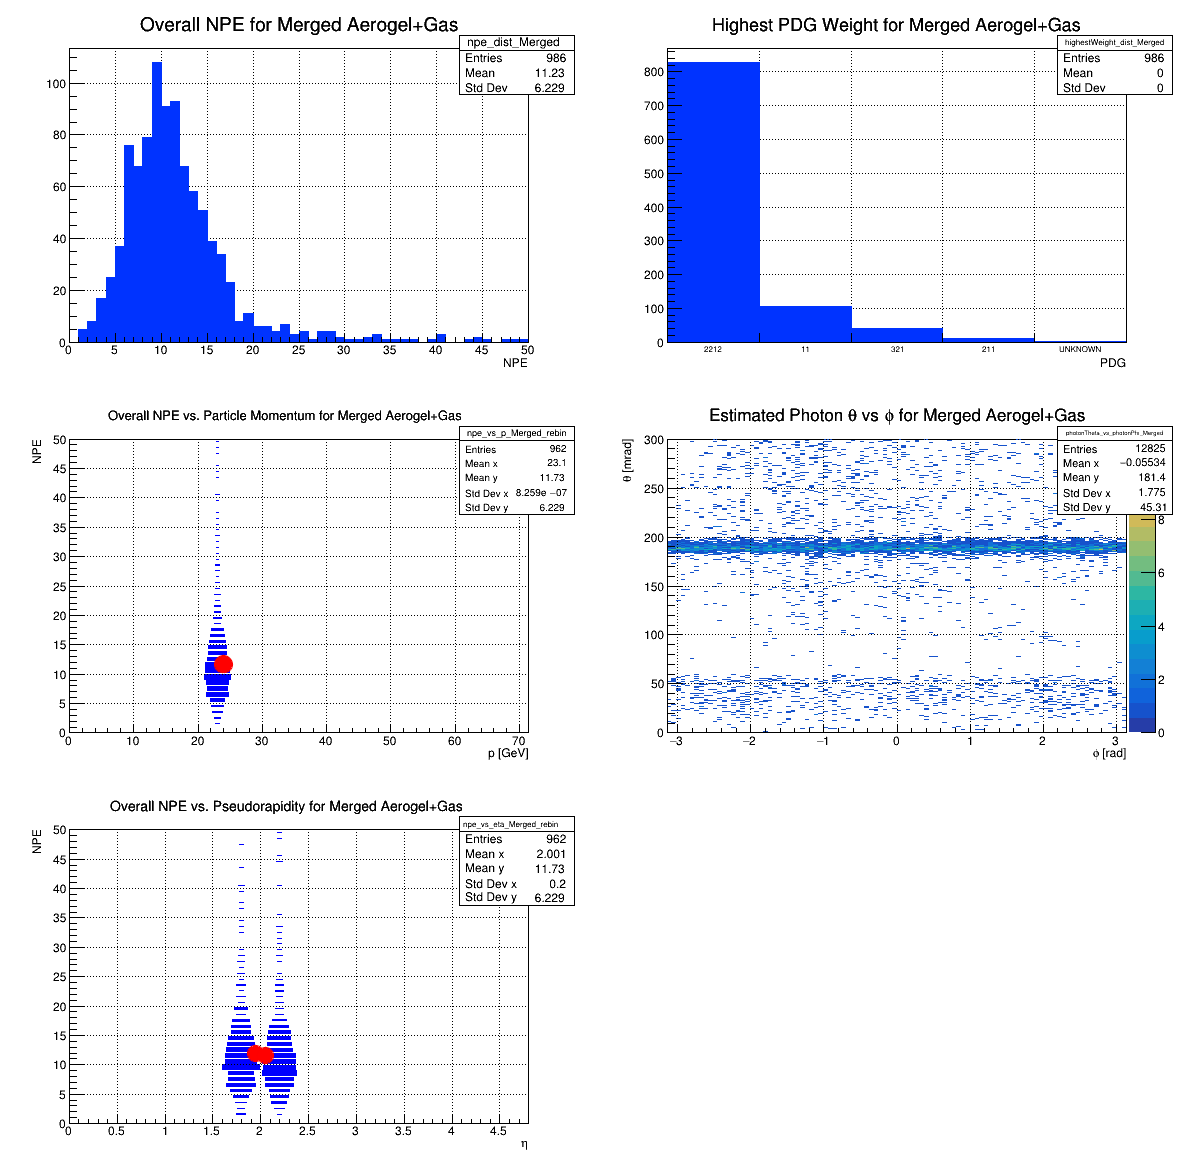 Overall NPE for Merged Aerogel+Gas
npe_dist_Merged
Entries 986
Mean 11.23
Std Dev 6.229
100
80
60
40
20
0
5 10 15 20 25 30 35 40 45 50
NPE
Highest PDG Weight for Merged Aerogel+Gas
highestWeight_dist_Merged
Entries 986
Mean 0
Std Dev 0
800
700
600
500
400
300
200
100
0
2212 11 321 211 UNKNOWN
PDG
Overall NPE vs. Particle Momentum for Merged Aerogel+Gas
npe_vs_p_Merged_rebin
Entries 962
Mean x 23.1
Mean y 11.73
Std Dev x 8.259e −07
Std Dev y 6.229
NPE
50
45
40
35
30
25
20
15
10
5
0
0 10 20 30 40 50 60 70
p [GeV]
Estimated Photon θ vs ϕ for Merged Aerogel+Gas
photonTheta_vs_photonPhi_Merged
Entries 12825
Mean x −0.05534
Mean y 181.4
Std Dev x 1.775
Std Dev y 45.31
θ [mrad]
300
250
200
150
100
50
0
−3 −2 −1 0 1 2 3
ϕ [rad]
8
6
4
2
0
Overall NPE vs. Pseudorapidity for Merged Aerogel+Gas
npe_vs_eta_Merged_rebin
Entries 962
Mean x 2.001
Mean y 11.73
Std Dev x 0.2
Std Dev y 6.229
NPE
50
45
40
35
30
25
20
15
10
5
0
0 0.5 1 1.5 2 2.5 3 3.5 4 4.5
η